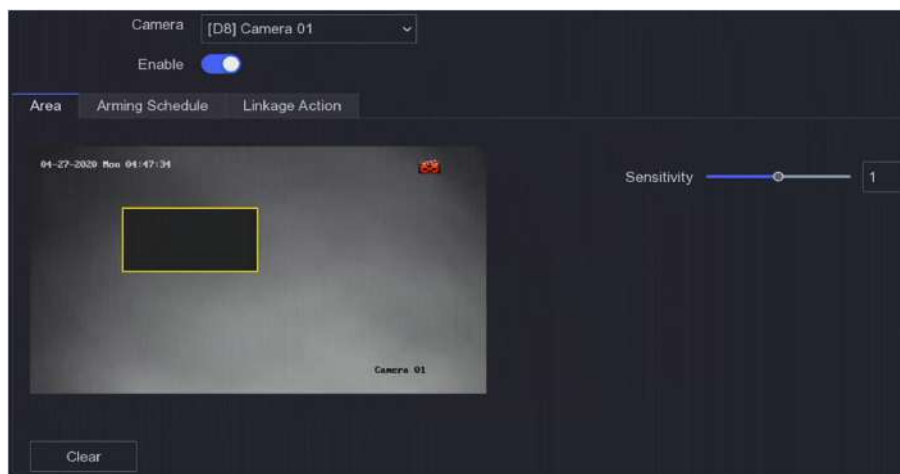 Camera [D8] Camera 01
Enable
Area Arming Schedule Linkage Action
04-27-2020 Mon 04:47:34
Sensitivity 1
Camera 01
Clear